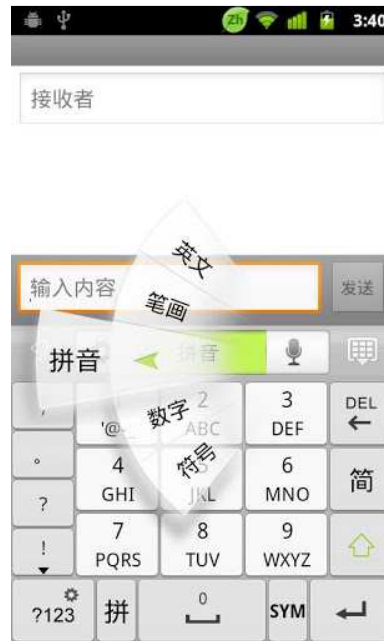 Zh 3:40
接收者
英文
输入内容 发送
笔画
拼音 拼音
数字
符号
, '@-_ 2 ABC 3 DEF DEL
。 4 GHI JKL 6 MNO 简
?
! 7 PQRS 8 TUV 9 WXYZ
?123 拼 0 SYM